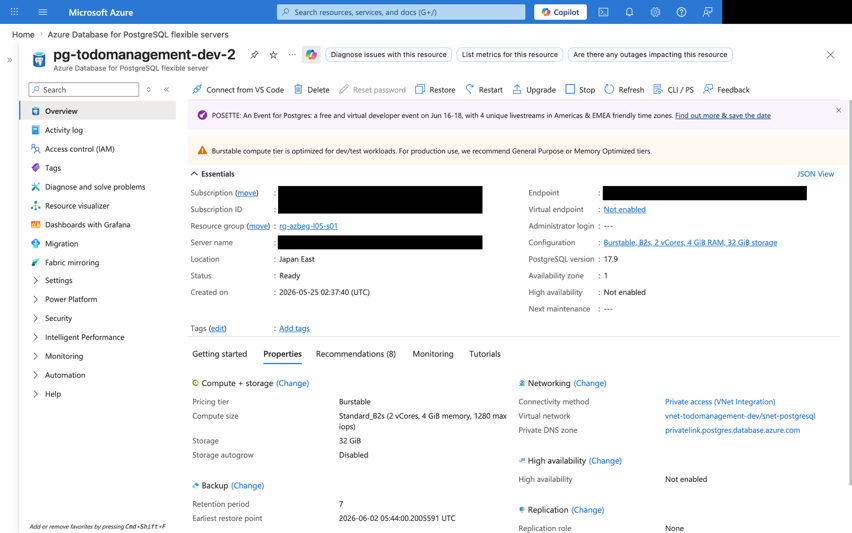 Microsoft Azure
Search resources, services, and docs (G+/)
Copilot
Home
Azure Database for PostgreSQL flexible servers
pg-todomanagement-dev-2
Azure Database for PostgreSQL flexible server
Diagnose issues with this resource
List metrics for this resource
Are there any outages impacting this resource
Search
Connect from VS Code
Delete
Reset password
Restore
Restart
Upgrade
Stop
Refresh
CLI / PS
Feedback
Overview
Activity log
Access control (IAM)
Tags
Diagnose and solve problems
Resource visualizer
Dashboards with Grafana
Migration
Fabric mirroring
Settings
Power Platform
Security
Intelligent Performance
Monitoring
Automation
Help
Add or remove favorites by pressing Cmd+Shift+F
POSETTE: An Event for Postgres: a free and virtual developer event on Jun 16-18, with 4 unique livestreams in Americas & EMEA friendly time zones. Find out more & save the date
Burstable compute tier is optimized for dev/test workloads. For production use, we recommend General Purpose or Memory Optimized tiers.
Essentials
JSON View
Subscription (move) :
Subscription ID :
Resource group (move) : rg-azbeg-l05-s01
Server name :
Location : Japan East
Status : Ready
Created on : 2026-05-25 02:37:40 (UTC)
Endpoint :
Virtual endpoint : Not enabled
Administrator login : ---
Configuration : Burstable, B2s, 2 vCores, 4 GiB RAM, 32 GiB storage
PostgreSQL version : 17.9
Availability zone : 1
High availability : Not enabled
Next maintenance : ---
Tags (edit) : Add tags
Getting started
Properties
Recommendations (8)
Monitoring
Tutorials
Compute + storage (Change)
Pricing tier Burstable
Compute size Standard_B2s (2 vCores, 4 GiB memory, 1280 max
iops)
Storage 32 GiB
Storage autogrow Disabled
Backup (Change)
Retention period 7
Earliest restore point 2026-06-02 05:44:00.2005591 UTC
Networking (Change)
Connectivity method Private access (VNet Integration)
Virtual network vnet-todomanagement-dev/snet-postgresql
Private DNS zone privatelink.postgres.database.azure.com
High availability (Change)
High availability Not enabled
Replication (Change)
Replication role None